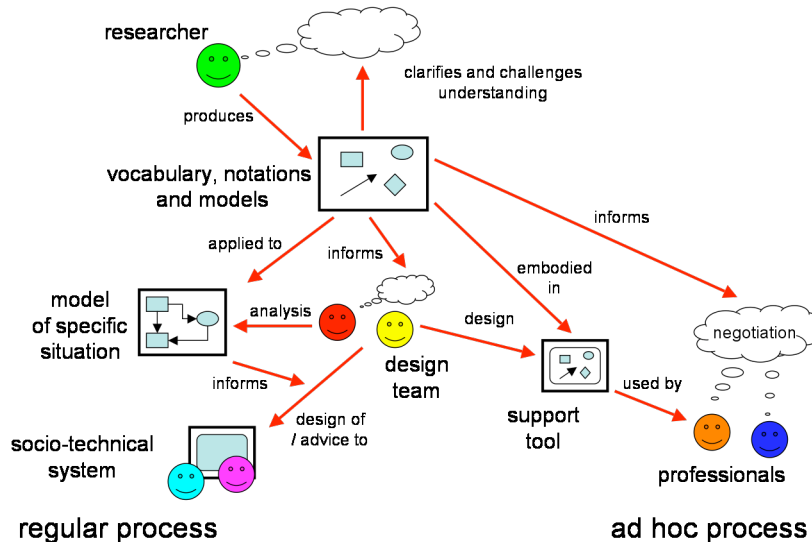 researcher
clarifies and challenges
understanding
produces
vocabulary, notations
and models
applied to
informs
informs
embodied
in
model
of specific
situation
analysis
design
negotiation
design
team
informs
used by
support
tool
design of
/ advice to
socio-technical
system
professionals
regular process
ad hoc process